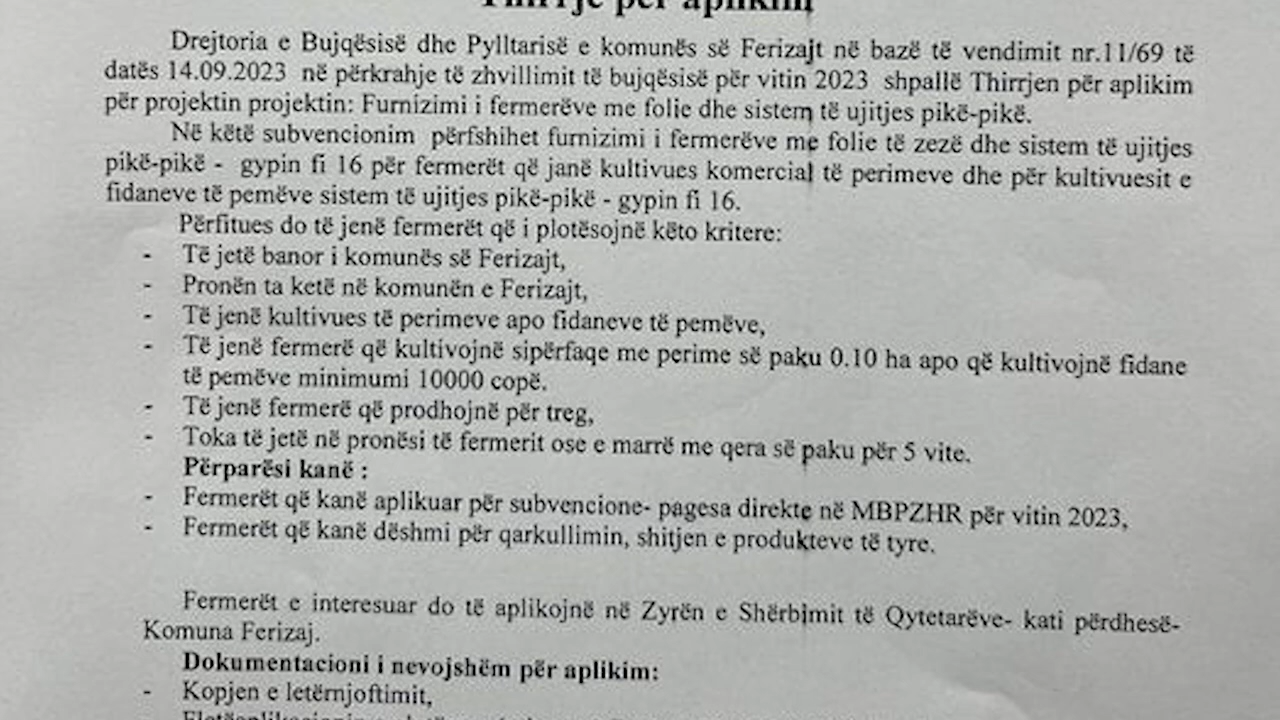 Thirrje për aplikim
Drejtoria e Bujqësisë dhe Pylltarisë e komunës së Ferizajt në bazë të vendimit nr.11/69 të
datës 14.09.2023 në përkrahje të zhvillimit të bujqësisë për vitin 2023 shpallë Thirrjen për aplikim
për projektin projektin: Furnizimi i fermerëve me folie dhe sistem të ujitjes pikë-pikë.
Në këtë subvencionim përfshihet furnizimi i fermerëve me folie të zezë dhe sistem të ujitjes
pikë-pikë - gypin fi 16 për fermerët që janë kultivues komercial të perimeve dhe për kultivuesit e
fidaneve të pemëve sistem të ujitjes pikë-pikë - gypin fi 16.
Përfitues do të jenë fermerët që i plotësojnë këto kritere:
- Të jetë banor i komunës së Ferizajt,
- Pronën ta ketë në komunën e Ferizajt,
- Të jenë kultivues të perimeve apo fidaneve të pemëve,
- Të jenë fermerë që kultivojnë sipërfaqe me perime së paku 0.10 ha apo që kultivojnë fidane
të pemëve minimumi 10000 copë.
- Të jenë fermerë që prodhojnë për treg,
- Toka të jetë në pronësi të fermerit ose e marrë me qera së paku për 5 vite.
Përparësi kanë :
- Fermerët që kanë aplikuar për subvencione- pagesa direkte në MBPZHR për vitin 2023,
- Fermerët që kanë dëshmi për qarkullimin, shitjen e produkteve të tyre.
Fermerët e interesuar do të aplikojnë në Zyrën e Shërbimit të Qytetarëve- kati përdhesë-
Komuna Ferizaj.
Dokumentacioni i nevojshëm për aplikim:
- Kopjen e letërnjoftimit,